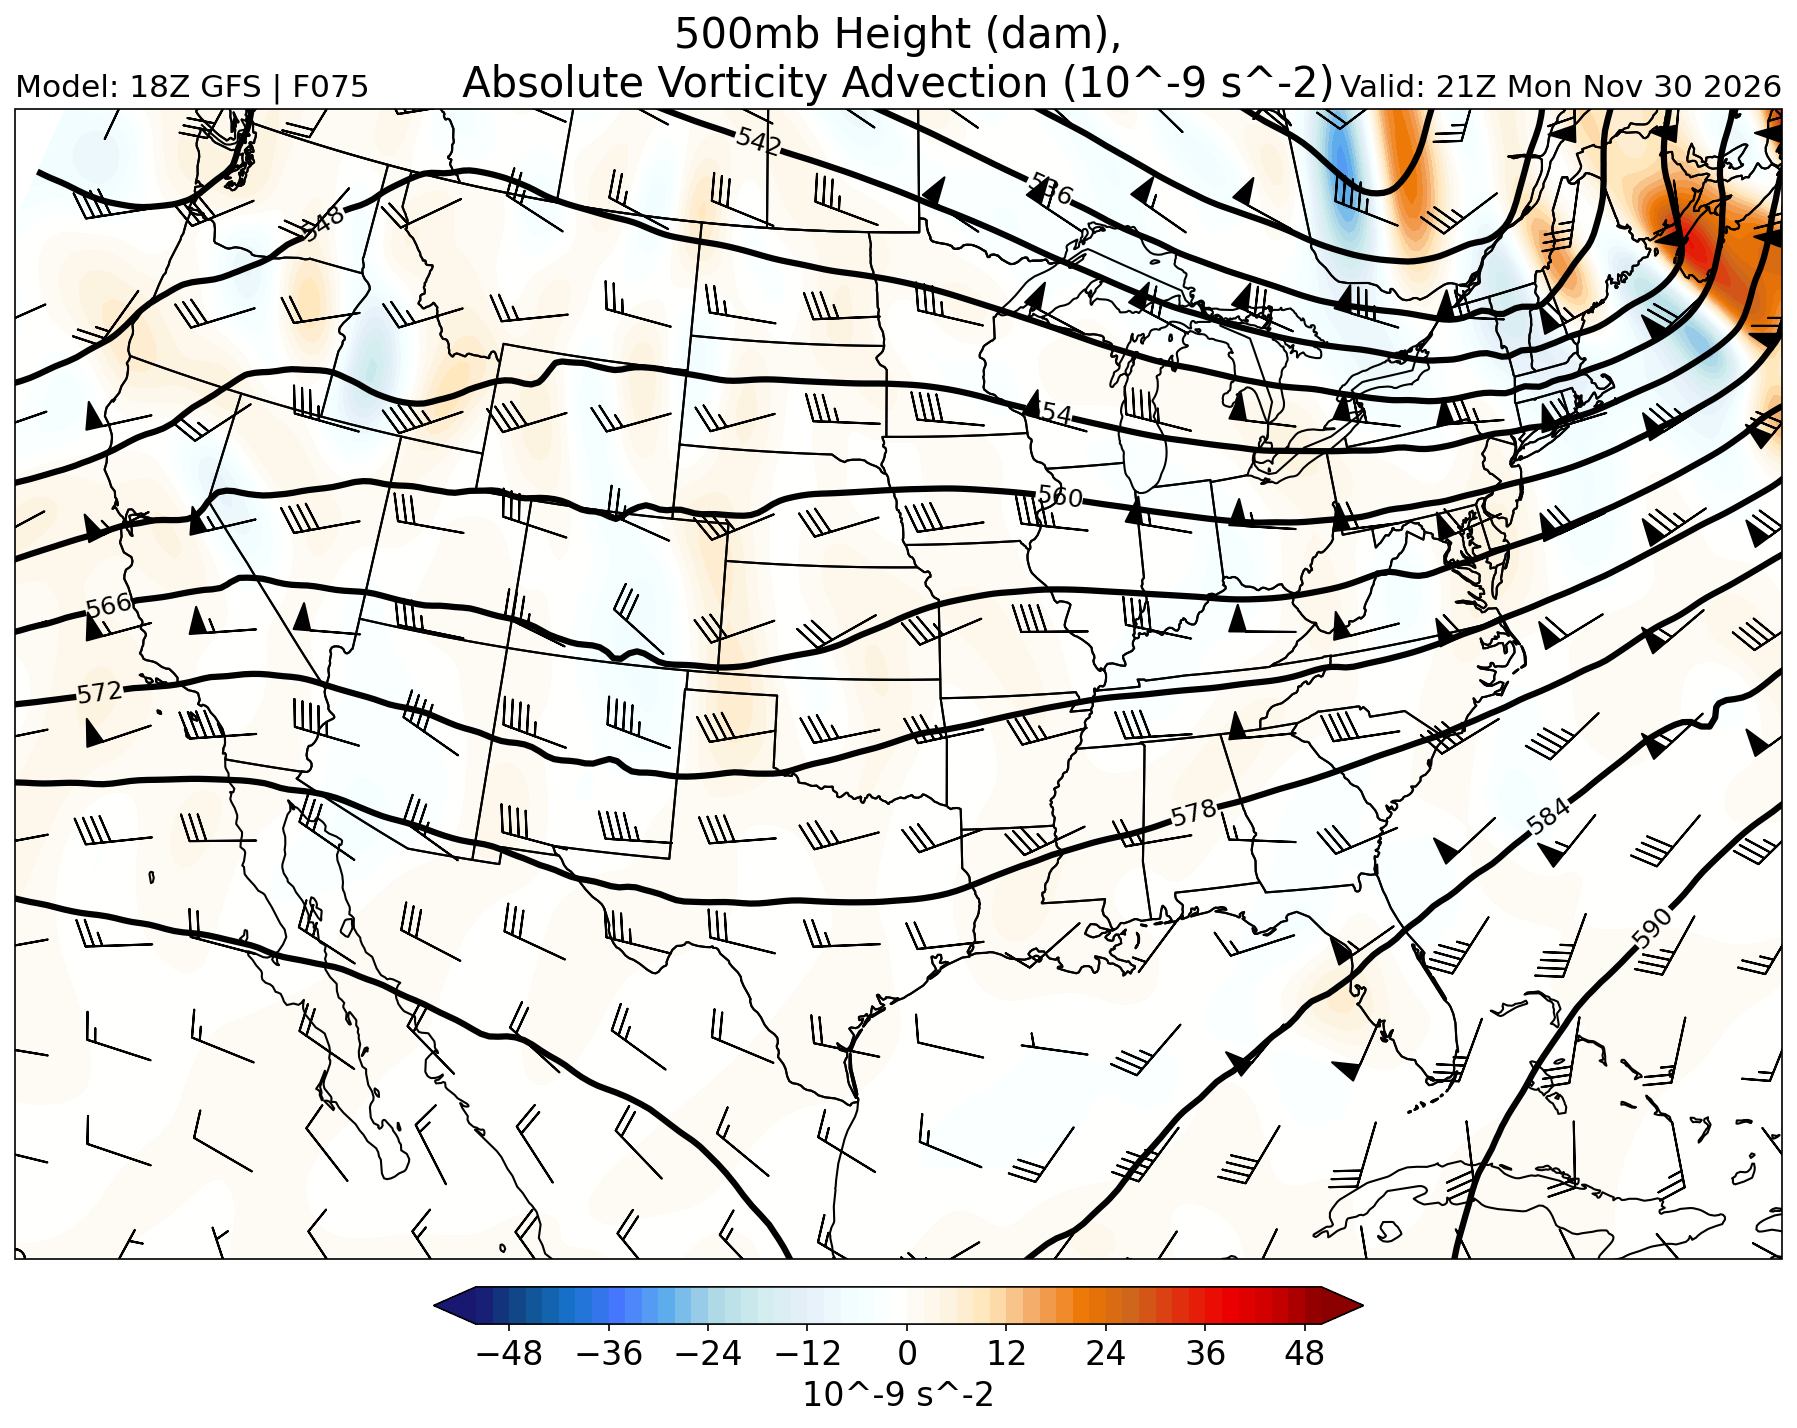 500mb Height (dam),
Model: 18Z GFS | F075
Absolute Vorticity Advection (10^-9 s^-2)
Valid: 21Z Mon Nov 30 2026
542
536
548
554
560
566
572
578
584
590
−48 −36 −24 −12 0 12 24 36 48
10^-9 s^-2